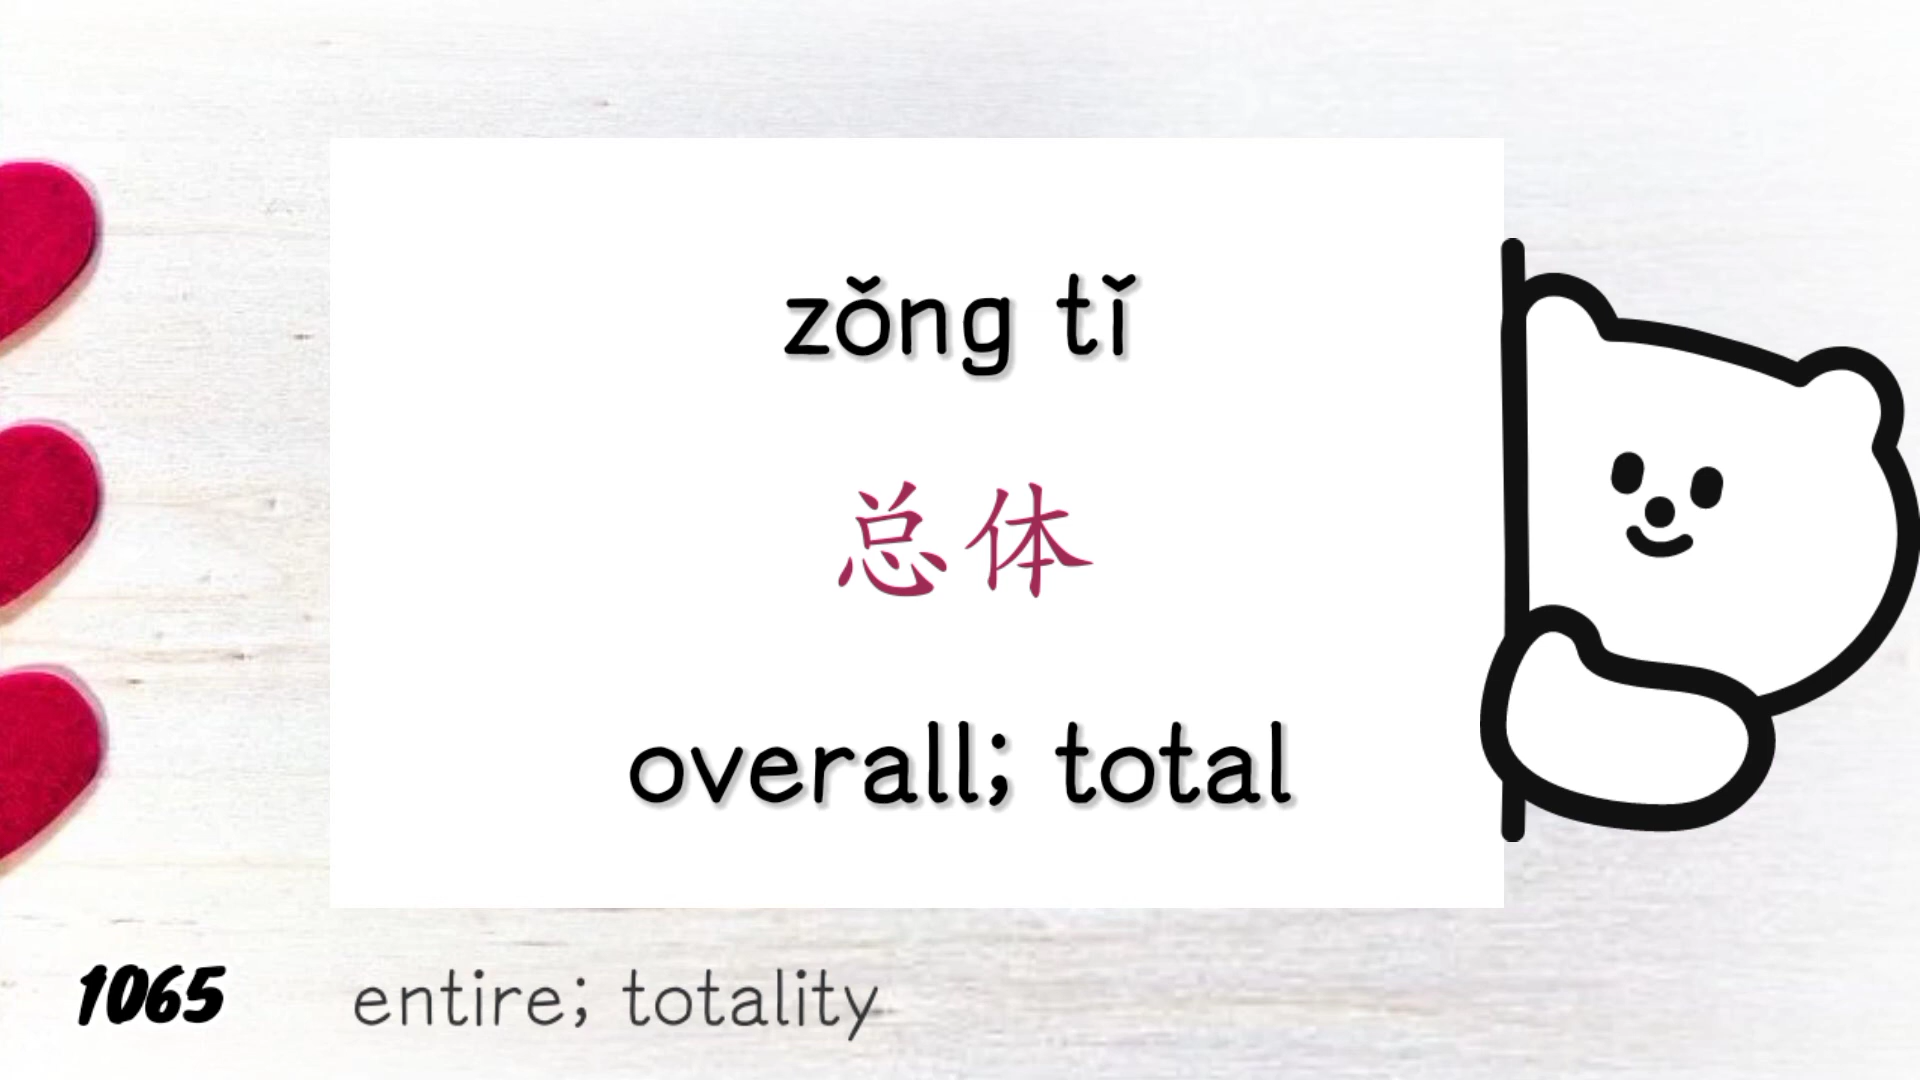 zǒng tǐ
总体
overall; total
1065 entire; totality